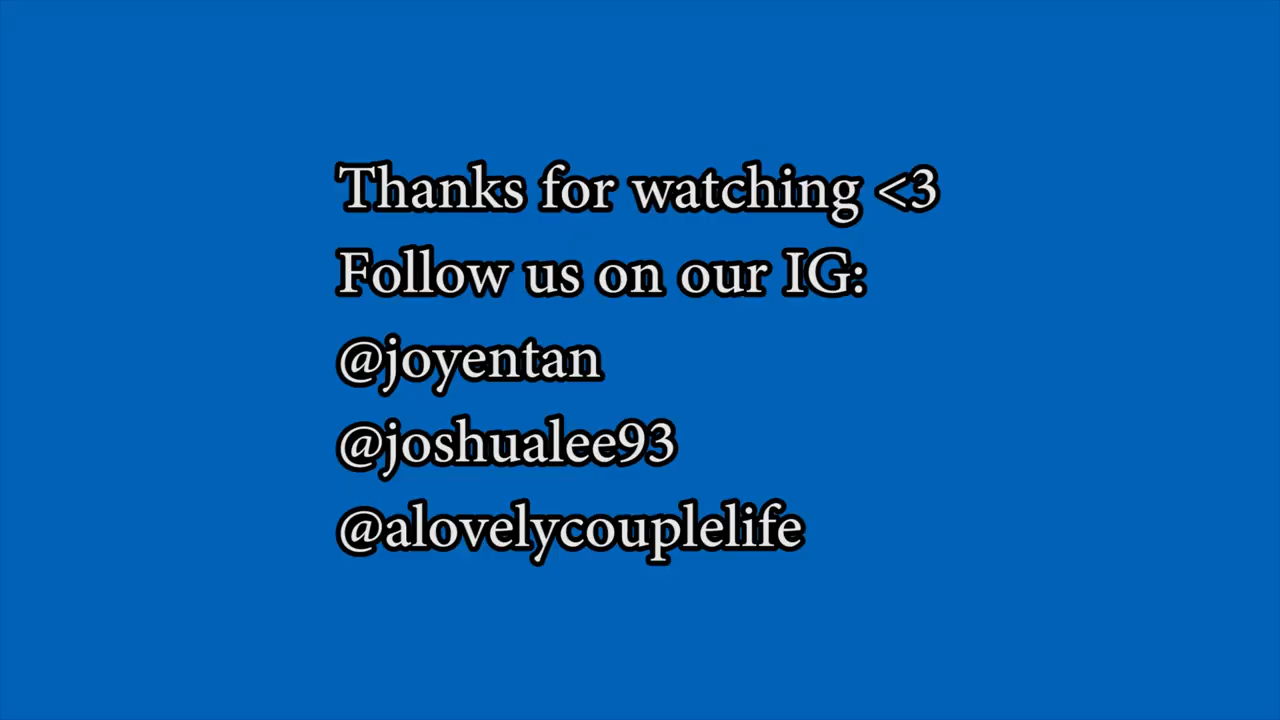 Thanks for watching <3
Follow us on our IG:
@joyentan
@joshualee93
@alovelycouplelife